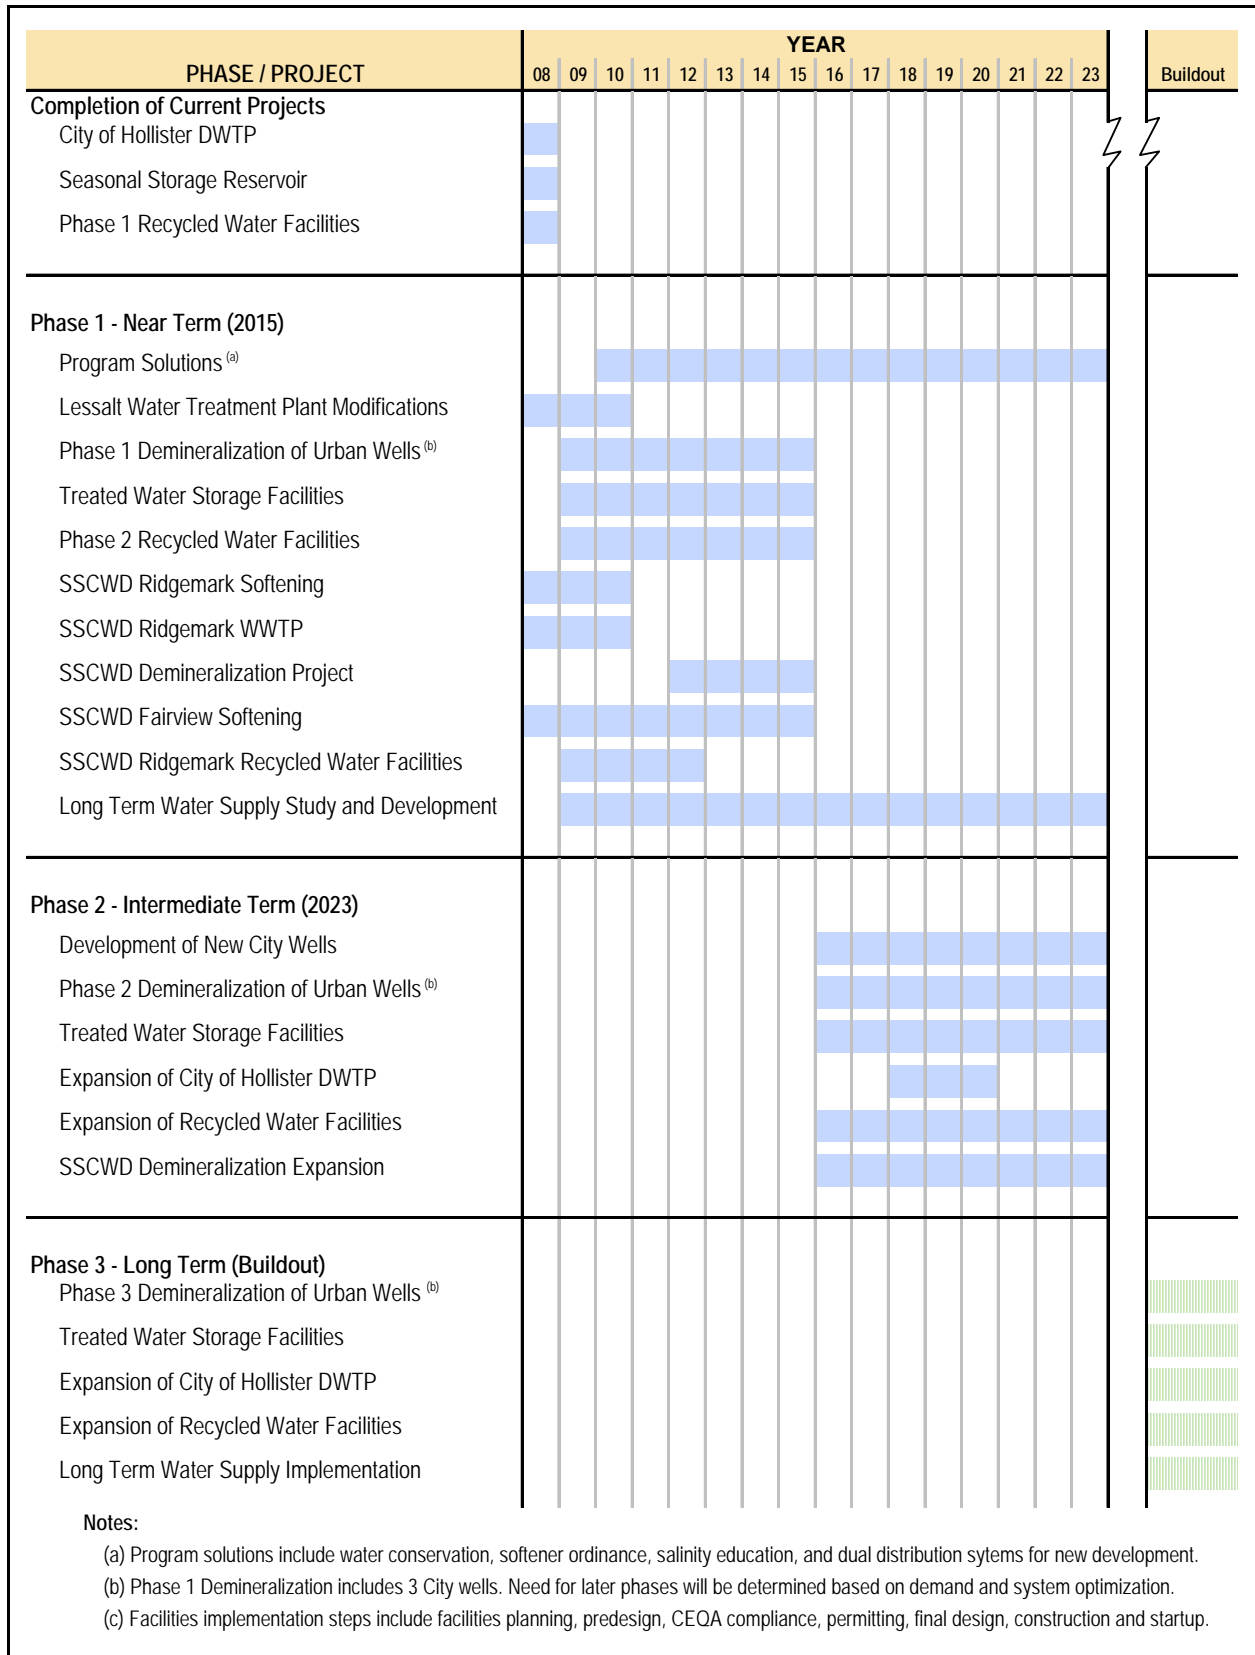 YEAR
PHASE / PROJECT 08 09 10 11 12 13 14 15 16 17 18 19 20 21 22 23 Buildout
Completion of Current Projects
City of Hollister DWTP
Seasonal Storage Reservoir
Phase 1 Recycled Water Facilities
Phase 1 - Near Term (2015)
Program Solutions (a)
Lessalt Water Treatment Plant Modifications
Phase 1 Demineralization of Urban Wells (b)
Treated Water Storage Facilities
Phase 2 Recycled Water Facilities
SSCWD Ridgemark Softening
SSCWD Ridgemark WWTP
SSCWD Demineralization Project
SSCWD Fairview Softening
SSCWD Ridgemark Recycled Water Facilities
Long Term Water Supply Study and Development
Phase 2 - Intermediate Term (2023)
Development of New City Wells
Phase 2 Demineralization of Urban Wells (b)
Treated Water Storage Facilities
Expansion of City of Hollister DWTP
Expansion of Recycled Water Facilities
SSCWD Demineralization Expansion
Phase 3 - Long Term (Buildout)
Phase 3 Demineralization of Urban Wells (b)
Treated Water Storage Facilities
Expansion of City of Hollister DWTP
Expansion of Recycled Water Facilities
Long Term Water Supply Implementation
Notes:
(a) Program solutions include water conservation, softener ordinance, salinity education, and dual distribution sytems for new development.
(b) Phase 1 Demineralization includes 3 City wells. Need for later phases will be determined based on demand and system optimization.
(c) Facilities implementation steps include facilities planning, predesign, CEQA compliance, permitting, final design, construction and startup.